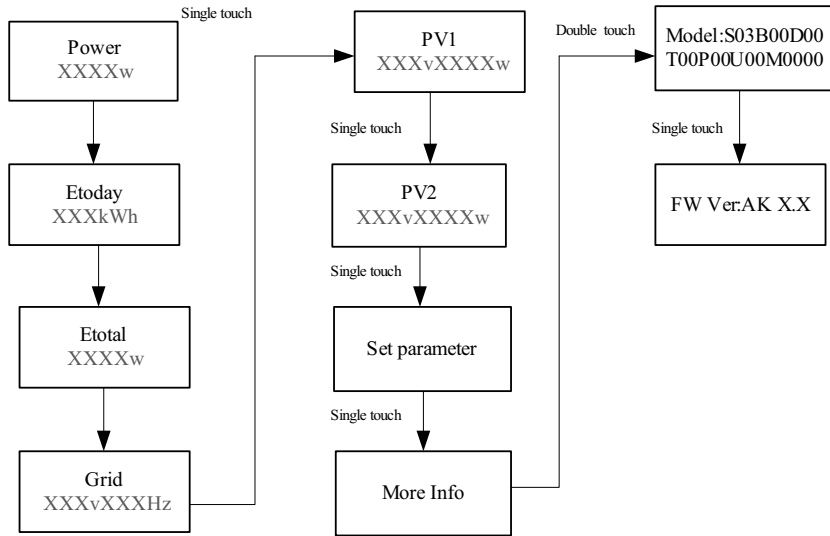 Single touch
Power
XXXXw
Etoday
XXXkWh
Etotal
XXXXw
Grid
XXXvXXXHz
PV1
XXXvXXXXw
Single touch
PV2
XXXvXXXXw
Single touch
Set parameter
Single touch
More Info
Double touch
Model:S03B00D00
T00P00U00M0000
Single touch
FW Ver:AK X.X